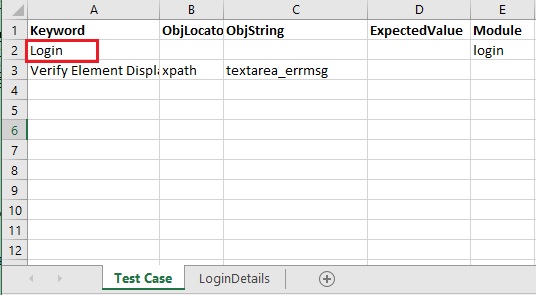 A B C D E
1 Keyword ObjLocato ObjString ExpectedValue Module
2 Login login
3 Verify Element Displa xpath textarea_errmsg
4
5
6
7
8
9
10
11
12
Test Case LoginDetails